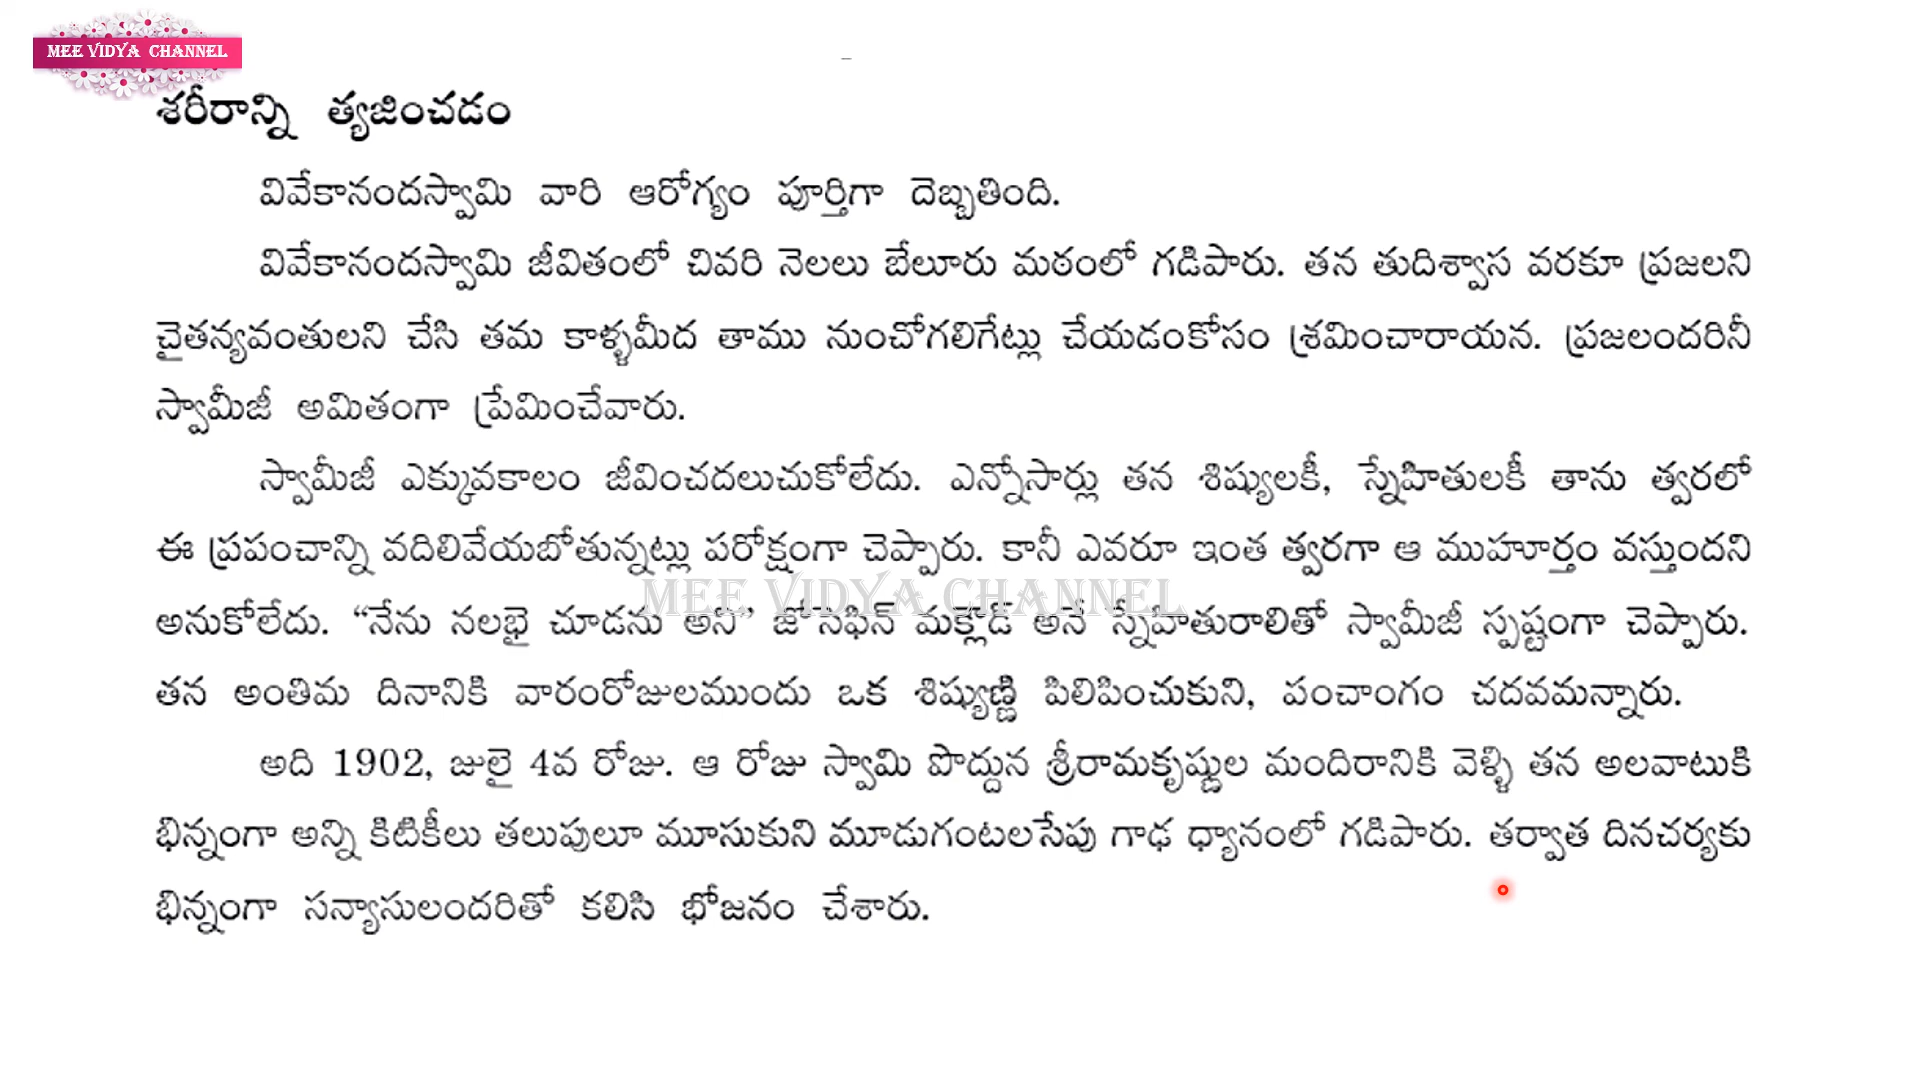 MEE VIDYA CHANNEL
శరీరాన్ని త్యజించడం
వివేకానందస్వామి వారి ఆరోగ్యం పూర్తిగా దెబ్బతింది.
వివేకానందస్వామి జీవితంలో చివరి నెలలు బేలూరు మఠంలో గడిపారు. తన తుదిశ్వాస వరకూ ప్రజలని
చైతన్యవంతులని చేసి తమ కాళ్ళమీద తాము నుంచోగలిగేట్లు చేయడంకోసం శ్రమించారాయన. ప్రజలందరినీ
స్వామీజీ అమితంగా ప్రేమించేవారు.
స్వామీజీ ఎక్కువకాలం జీవించదలుచుకోలేదు. ఎన్నోసార్లు తన శిష్యులకీ, స్నేహితులకీ తాను త్వరలో
ఈ ప్రపంచాన్ని వదిలివేయబోతున్నట్లు పరోక్షంగా చెప్పారు. కానీ ఎవరూ ఇంత త్వరగా ఆ ముహూర్తం వస్తుందని
MEE VIDYA CHANNEL
అనుకోలేదు. “నేను నలభై చూడను అని” జోసెఫిన్ మక్లౌడ్ అనే స్నేహితురాలితో స్వామీజీ స్పష్టంగా చెప్పారు.
తన అంతిమ దినానికి వారంరోజులముందు ఒక శిష్యుణ్ణి పిలిపించుకుని, పంచాంగం చదవమన్నారు.
అది 1902, జులై 4వ రోజు. ఆ రోజు స్వామి పొద్దున శ్రీరామకృష్ణుల మందిరానికి వెళ్ళి తన అలవాటుకి
భిన్నంగా అన్ని కిటికీలు తలుపులూ మూసుకుని మూడుగంటలసేపు గాఢ ధ్యానంలో గడిపారు. తర్వాత దినచర్యకు
భిన్నంగా సన్యాసులందరితో కలిసి భోజనం చేశారు.